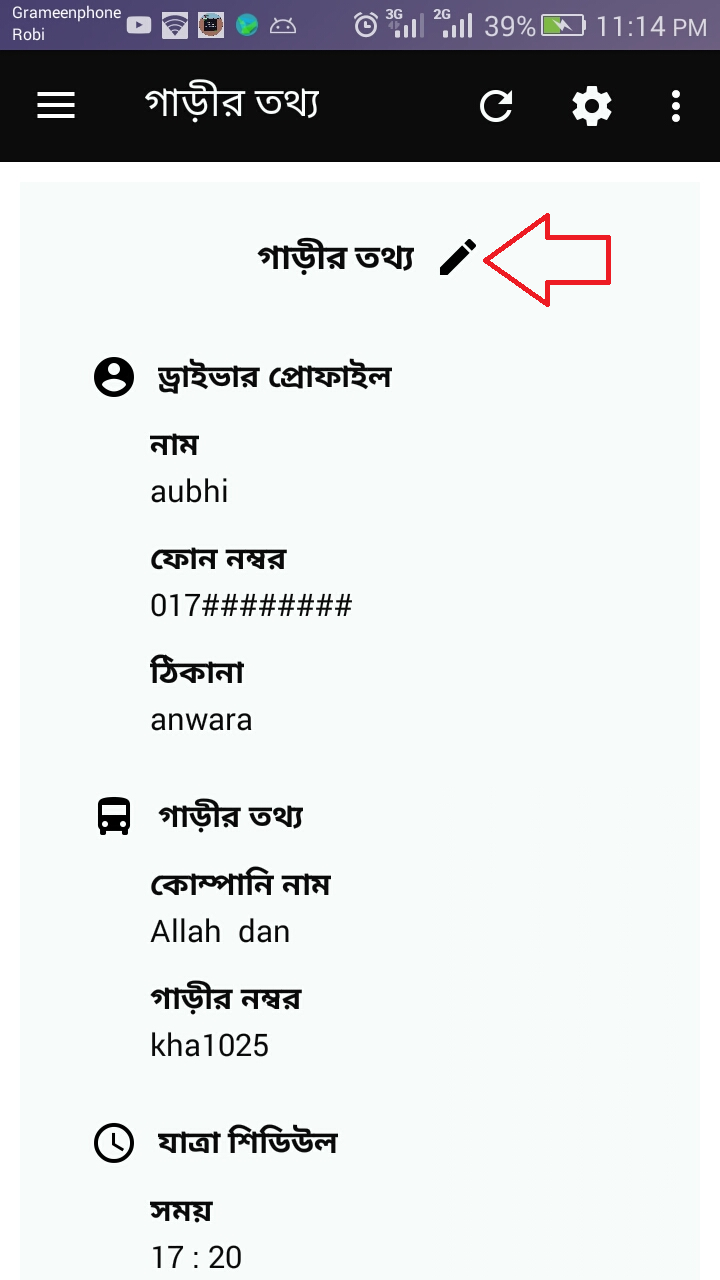 Grameenphone
Robi
3G 2G 39% 11:14 PM
গাড়ীর তথ্য
গাড়ীর তথ্য
ড্রাইভার প্রোফাইল
নাম
aubhi
ফোন নম্বর
017########
ঠিকানা
anwara
গাড়ীর তথ্য
কোম্পানি নাম
Allah dan
গাড়ীর নম্বর
kha1025
যাত্রা শিডিউল
সময়
17 : 20